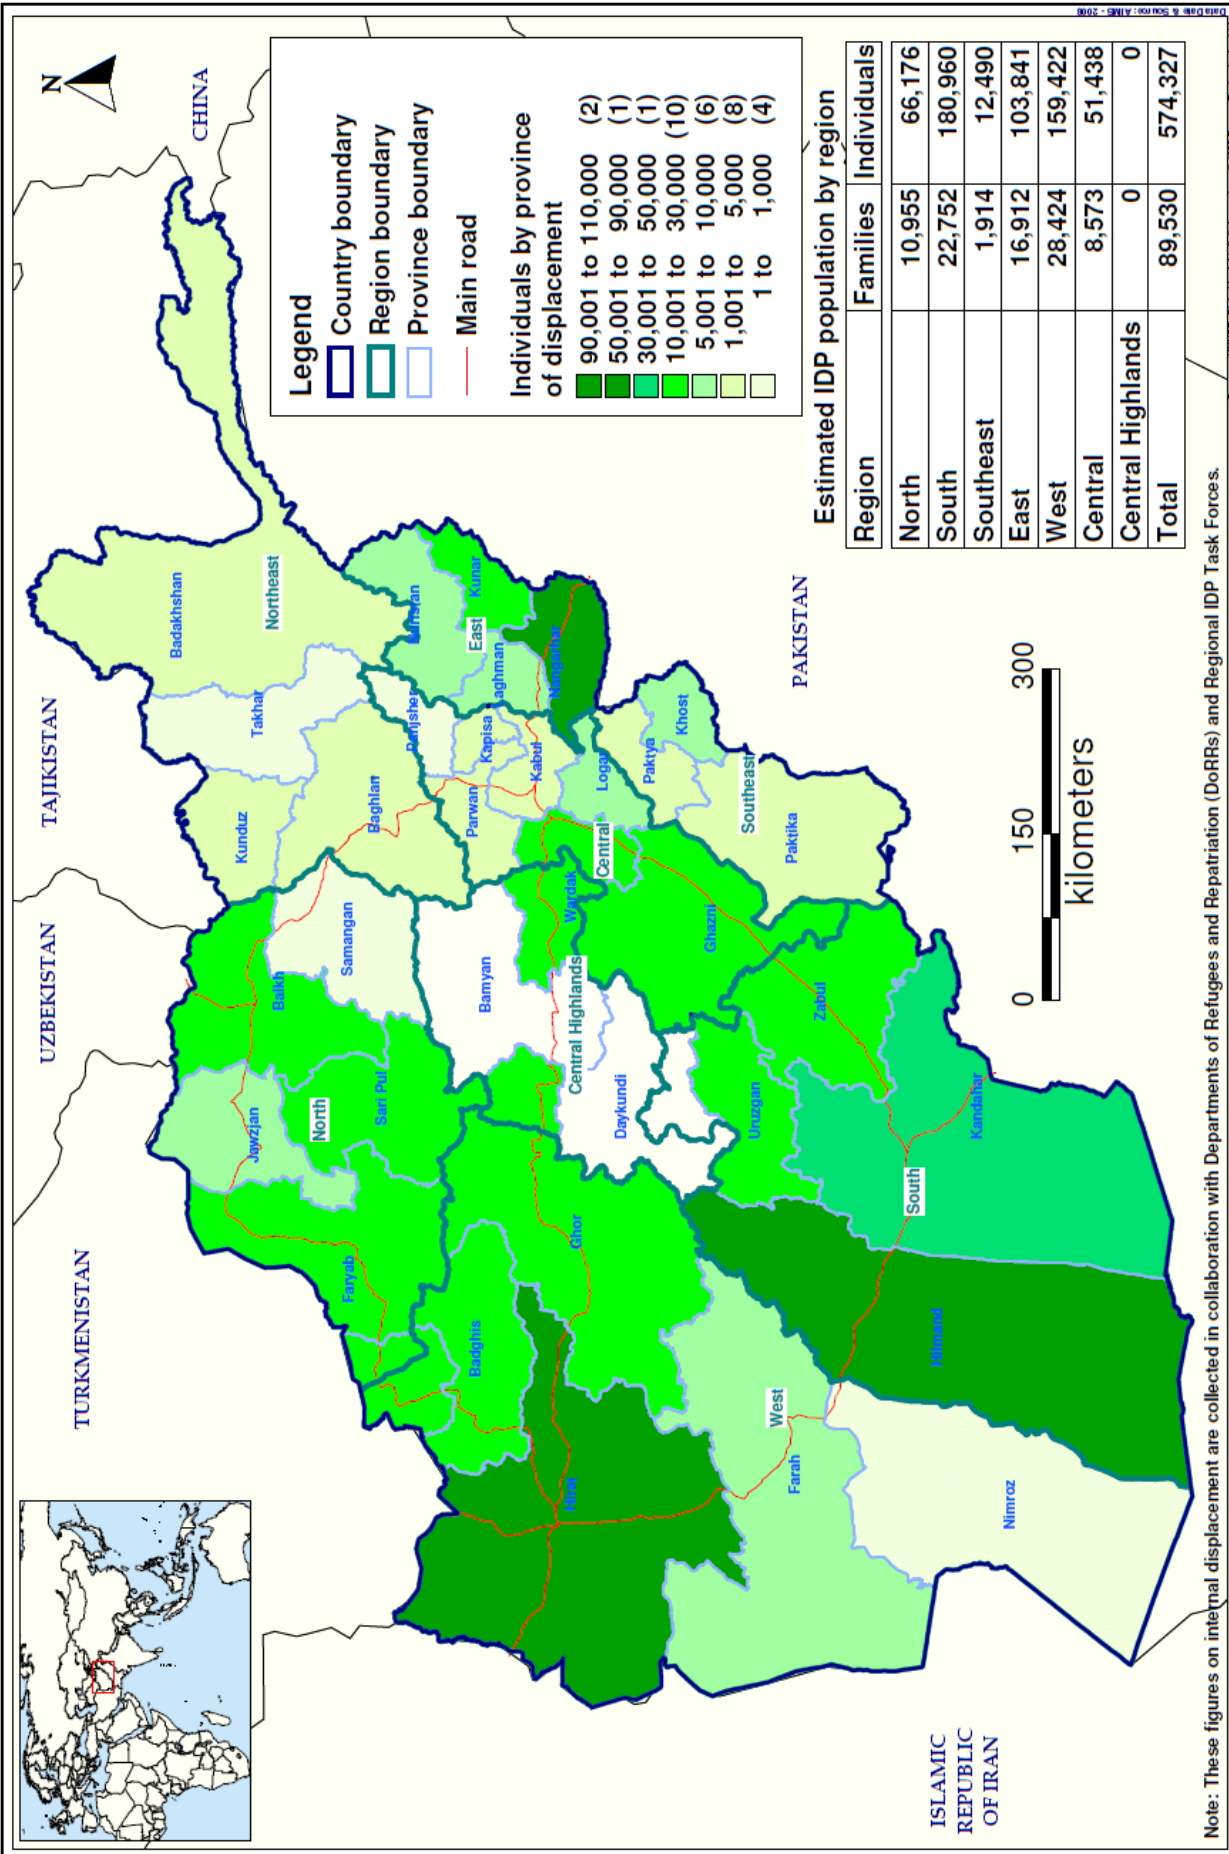 N
CHINA
TAJIKISTAN
UZBEKISTAN
TURKMENISTAN
PAKISTAN
ISLAMIC
REPUBLIC
OF IRAN
Badakhshan
Northeast
Takhar
Kunduz
Baghlan
Panjsher
Kapisa
Parwan
Kabul
Nuristan
Kunar
East
Laghman
Nangarhar
Logar
Paktya
Khost
Southeast
Paktika
Central
Wardak
Ghazni
Balkh
Samangan
Bamyan
Central Highlands
Daykundi
Jawzjan
North
Sari Pul
Faryab
Badghis
Ghor
Hirat
West
Farah
Nimroz
Hilmand
South
Kandahar
Uruzgan
Zabul
Legend
Country boundary
Region boundary
Province boundary
Main road
Individuals by province
of displacement
90,001 to 110,000 (2)
50,001 to 90,000 (1)
30,001 to 50,000 (1)
10,001 to 30,000 (10)
5,001 to 10,000 (6)
1,001 to 5,000 (8)
1 to 1,000 (4)
Estimated IDP population by region
Region Families Individuals
North 10,955 66,176
South 22,752 180,960
Southeast 1,914 12,490
East 16,912 103,841
West 28,424 159,422
Central 8,573 51,438
Central Highlands 0 0
Total 89,530 574,327
0 150 300
kilometers
Note: These figures on internal displacement are collected in collaboration with Departments of Refugees and Repatriation (DoRRs) and Regional IDP Task Forces.
Data Date & Source: AIMS - 2008